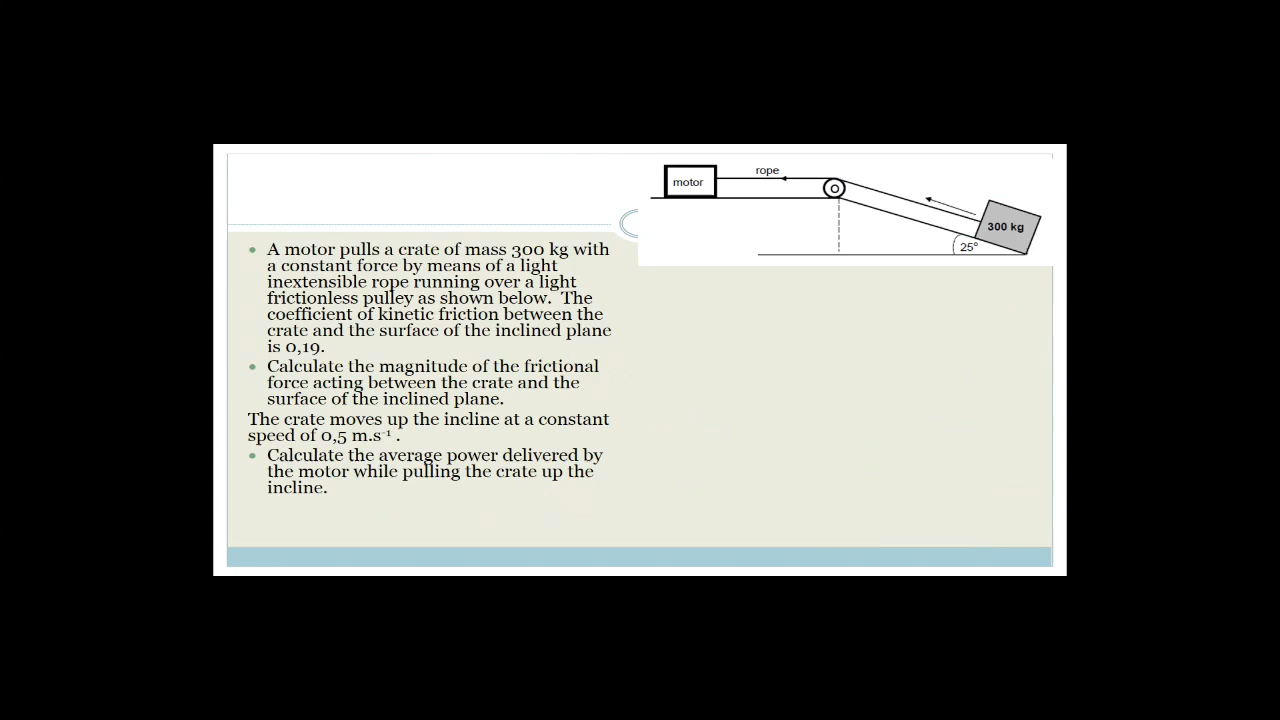 motor
rope
300 kg
25°
A motor pulls a crate of mass 300 kg with
a constant force by means of a light
inextensible rope running over a light
frictionless pulley as shown below. The
coefficient of kinetic friction between the
crate and the surface of the inclined plane
is 0,19.
Calculate the magnitude of the frictional
force acting between the crate and the
surface of the inclined plane.
The crate moves up the incline at a constant
speed of 0,5 m.s⁻¹ .
Calculate the average power delivered by
the motor while pulling the crate up the
incline.